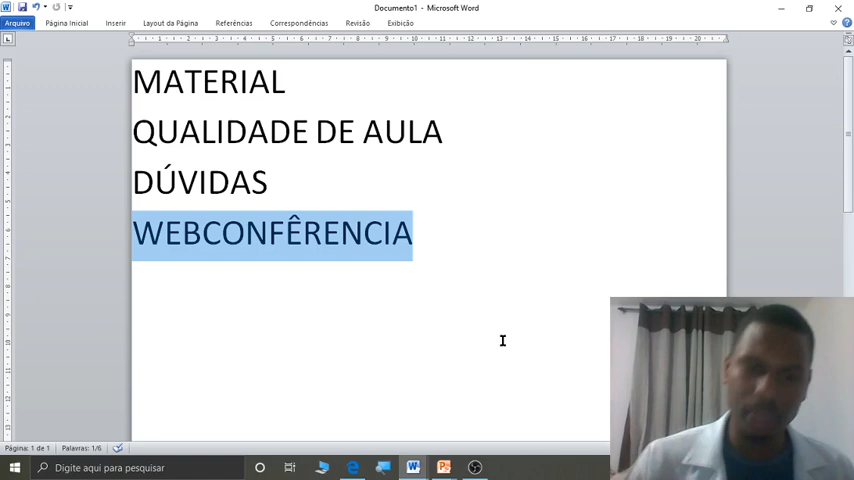 Documento1 - Microsoft Word
Arquivo
Página Inicial
Inserir
Layout da Página
Referências
Correspondências
Revisão
Exibição
MATERIAL
QUALIDADE DE AULA
DÚVIDAS
WEBCONFÊRENCIA
Página: 1 de 1
Palavras: 1/6
Digite aqui para pesquisar